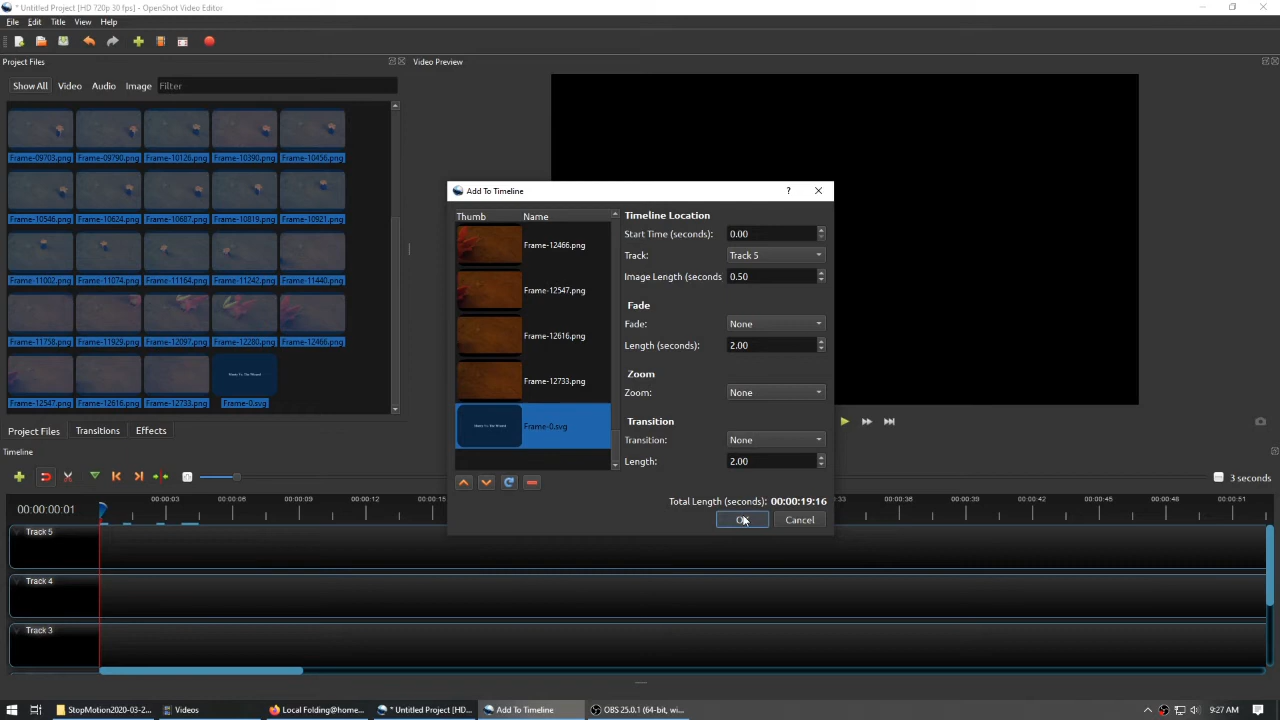 * Untitled Project [HD 720p 30 fps] - OpenShot Video Editor
File Edit Title View Help
Project Files
Video Preview
Show All Video Audio Image Filter
Frame-09703.png Frame-09790.png Frame-10126.png Frame-10390.png Frame-10456.png
Frame-10546.png Frame-10624.png Frame-10687.png Frame-10819.png Frame-10921.png
Frame-11002.png Frame-11074.png Frame-11164.png Frame-11242.png Frame-11440.png
Frame-11758.png Frame-11929.png Frame-12097.png Frame-12280.png Frame-12466.png
Frame-12547.png Frame-12616.png Frame-12733.png Frame-0.svg
Project Files Transitions Effects
Add To Timeline
?
Thumb Name
Frame-12466.png
Frame-12547.png
Frame-12616.png
Frame-12733.png
Frame-0.svg
Timeline Location
Start Time (seconds): 0.00
Track: Track 5
Image Length (seconds 0.50
Fade
Fade: None
Length (seconds): 2.00
Zoom
Zoom: None
Transition
Transition: None
Length: 2.00
Total Length (seconds): 00:00:19:16
Cancel
Timeline
3 seconds
00:00:00:01 00:00:03 00:00:06 00:00:09 00:00:12 00:00:15 :33 00:00:36 00:00:39 00:00:42 00:00:45 00:00:48 00:00:51
Track 5
Track 4
Track 3
StopMotion2020-03-2... Videos Local Folding@home... * Untitled Project [HD... Add To Timeline OBS 25.0.1 (64-bit, wi... 9:27 AM